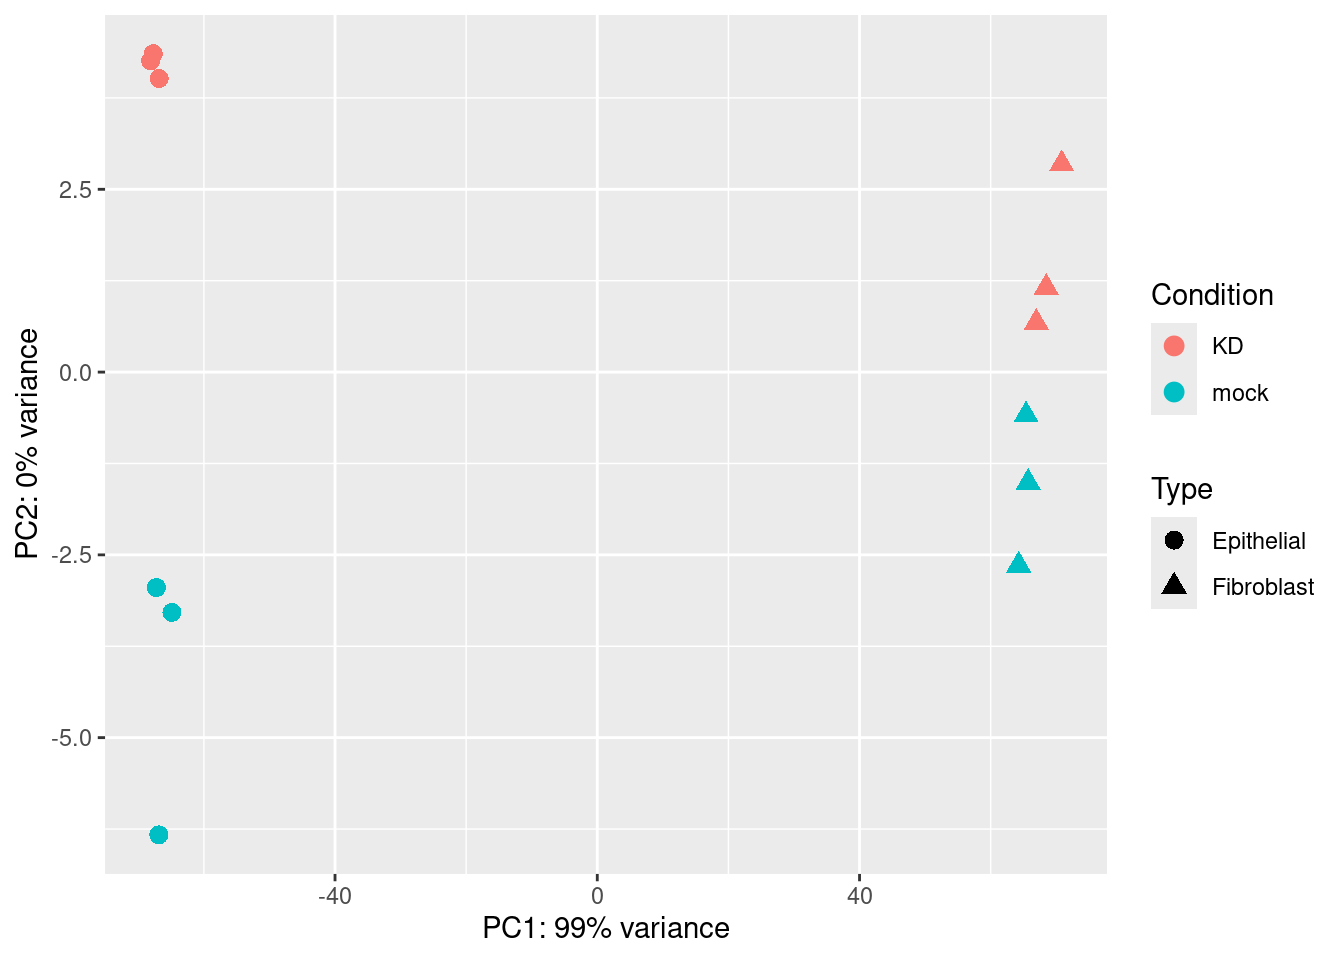 2.5
0.0
-2.5
-5.0
PC2: 0% variance
-40
0
40
PC1: 99% variance
Condition
KD
mock
Type
Epithelial
Fibroblast